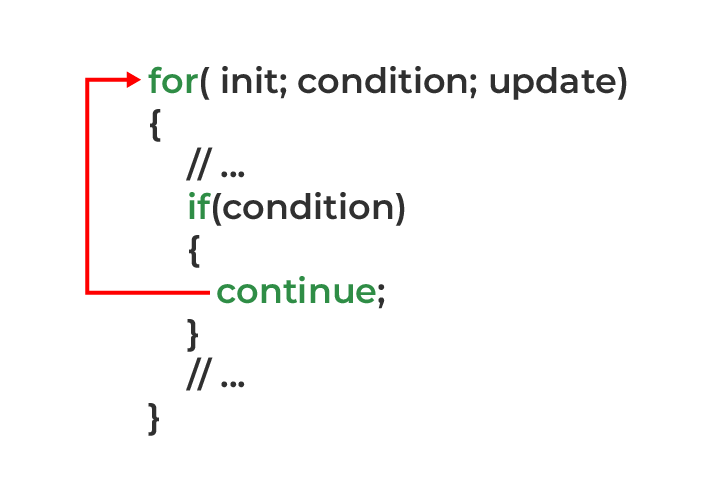 for( init; condition; update)
{
// ...
if(condition)
{
continue;
}
// ...
}